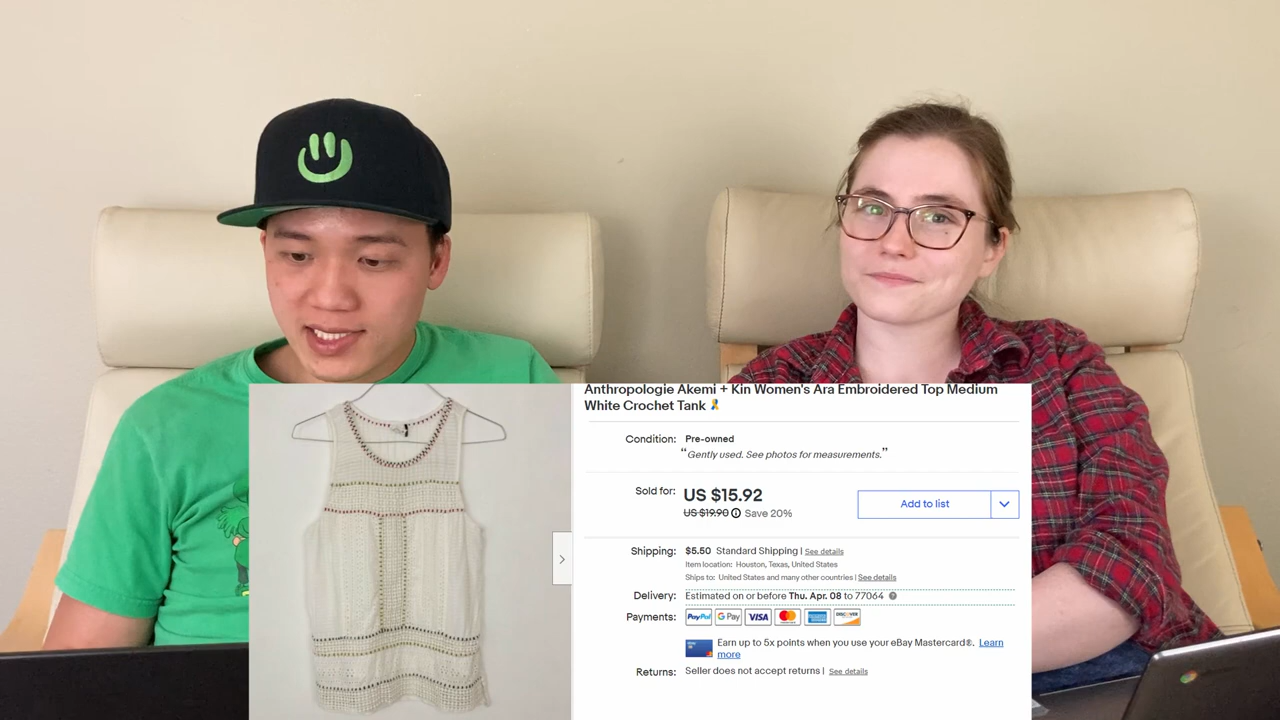 Anthropologie Akemi + Kin Women's Ara Embroidered Top Medium
White Crochet Tank
Condition: Pre-owned
“Gently used. See photos for measurements.”
Sold for: US $15.92
US $19.90 Save 20%
Add to list
Shipping: $5.50 Standard Shipping | See details
Item location: Houston, Texas, United States
Ships to: United States and many other countries | See details
Delivery: Estimated on or before Thu. Apr. 08 to 77064
Payments: PayPal G Pay VISA MasterCard DISCOVER
Earn up to 5x points when you use your eBay Mastercard®. Learn
more
Returns: Seller does not accept returns | See details